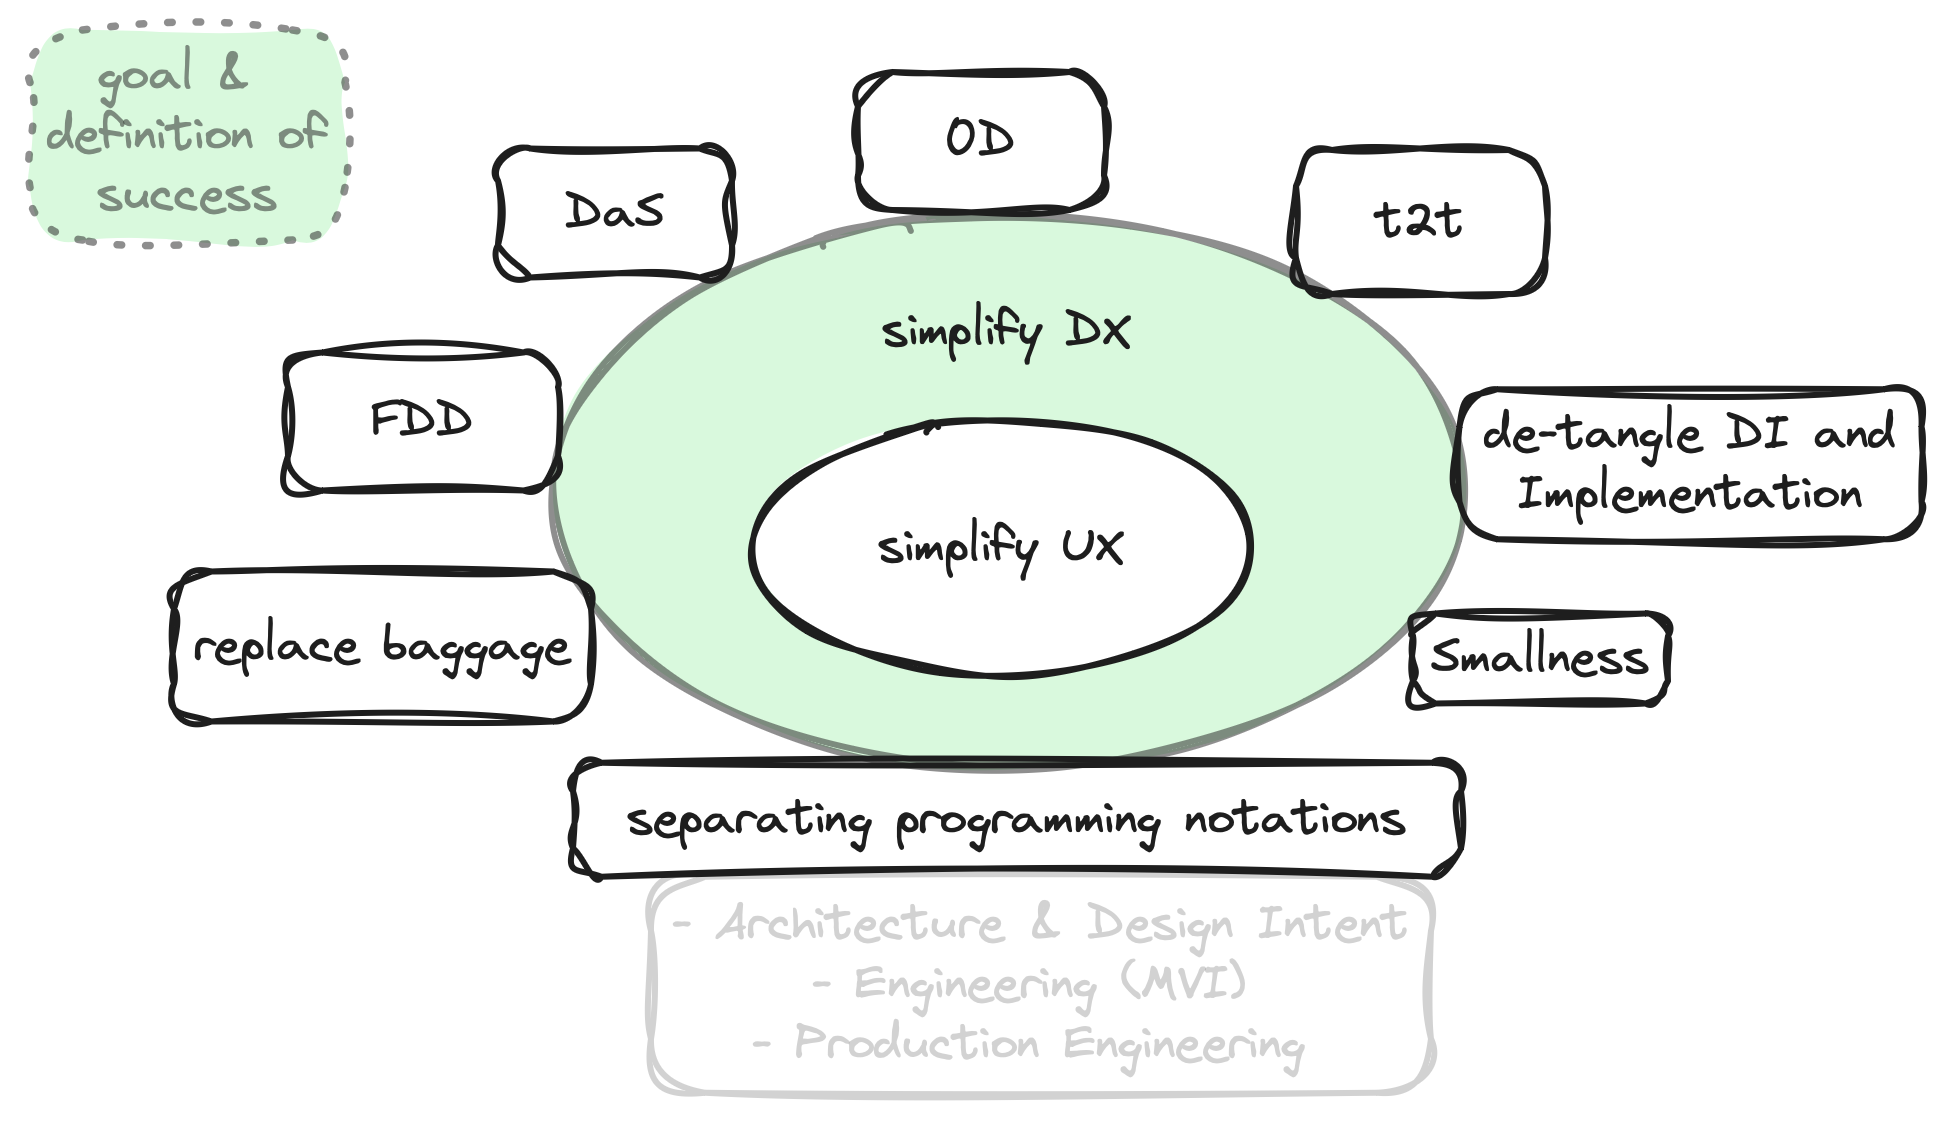 goal &
definition of
success
OD
DaS
t2t
simplify DX
FDD
de-tangle DI and
Implementation
simplify UX
replace baggage
Smallness
separating programming notations
- Architecture & Design Intent
- Engineering (MVI)
- Production Engineering